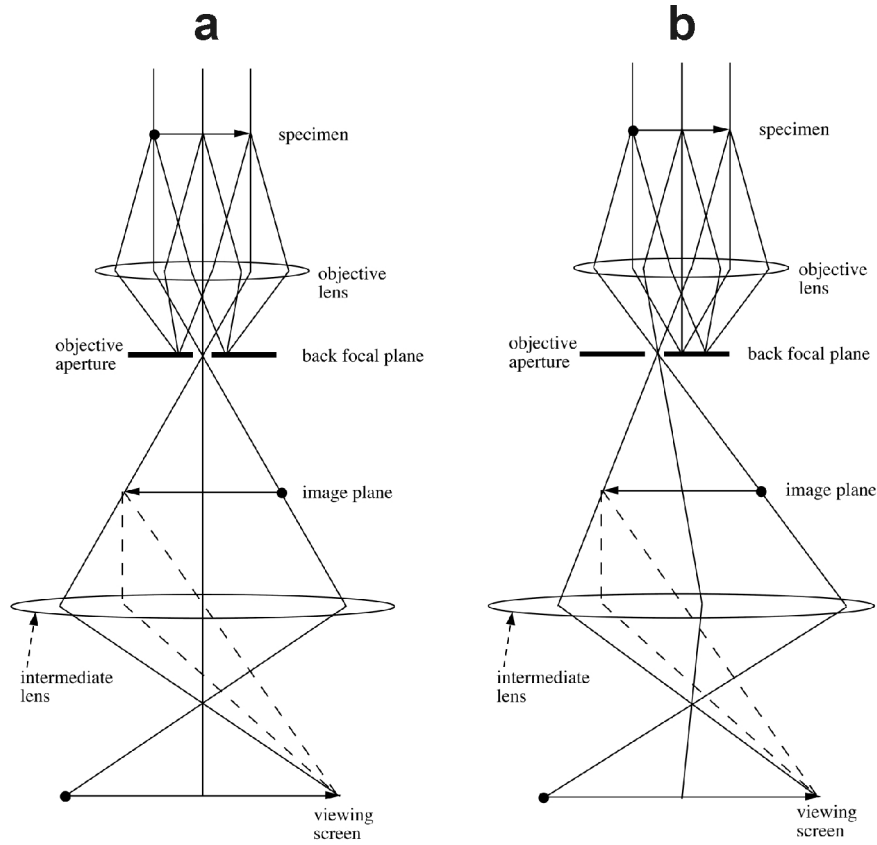 a
specimen
objective
lens
objective
aperture
back focal plane
image plane
intermediate
lens
viewing
screen
b
specimen
objective
lens
objective
aperture
back focal plane
image plane
intermediate
lens
viewing
screen